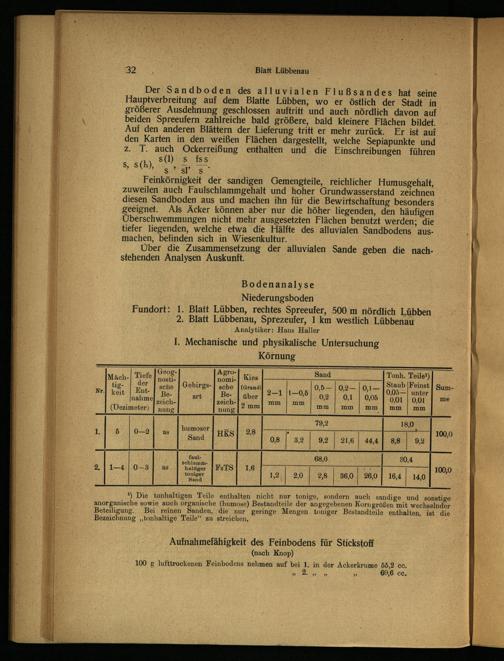 32
Blatt Lübbenau
Der Sandboden des alluvialen Flußsandes hat seine
Hauptverbreitung auf dem Blatte Lübben, wo er östlich der Stadt in
größerer Ausdehnung geschlossen auftritt und auch nördlich davon auf
beiden Spreeufern zahlreiche bald größere, bald kleinere Flächen bildet.
Auf den anderen Blättern der Lieferung tritt er mehr zurück. Er ist auf
den Karten in den weißen Flächen dargestellt, welche Sepiapunkte und
z. T. auch Ockerreißung enthalten und die Einschreibungen führen
s(l) s fss
s, s(h),
s , sl' s
Feinkörnigkeit der sandigen Gemengteile, reichlicher Humusgehalt,
zuweilen auch Faulschlammgehalt und hoher Grundwasserstand zeichnen
diesen Sandboden aus und machen ihn für die Bewirtschaftung besonders
geeignet. Als Äcker können aber nur die höher liegenden, den häufigen
Überschwemmungen nicht mehr ausgesetzten Flächen benutzt werden; die
tiefer liegenden, welche etwa die Hälfte des alluvialen Sandbodens aus-
machen, befinden sich in Wiesenkultur.
Über die Zusammensetzung der alluvialen Sande geben die nach-
stehenden Analysen Auskunft.
Bodenanalyse
Niederungsboden
Fundort: 1. Blatt Lübben, rechtes Spreeufer, 500 m nördlich Lübben
2. Blatt Lübbenau, Sprezeufer, 1 km westlich Lübbenau
Analytiker: Hans Haller
I. Mechanische und physikalische Untersuchung
Körnung
Nr. Mächtigkeit Tiefe der Entnahme (Dezimeter) Geognostische Bezeichnung Gebirgsart Agronomische Bezeichnung Kies (Grand) über 2 mm Sand 2—1 mm 1—0,5 mm 0,5—0,2 mm 0,2—0,1 mm 0,1—0,05 mm Tonh. Teile¹) Staub 0,05—0,01 mm Feinst unter 0,01 mm Summe
1. 5 0—2 as humoser Sand HKS 2,8 79,2 18,0 100,0
0,8 3,2 9,2 21,6 44,4 8,8 9,2
2. 1—4 0—3 as faulschlammhaltiger toniger Sand FsTS 1,6 68,0 30,4 100,0
1,2 2,0 2,8 36,0 26,0 16,4 14,0
¹) Die tonhaltigen Teile enthalten nicht nur tonige, sondern auch sandige und sonstige
anorganische sowie auch organische (humose) Bestandteile der angegebenen Korngrößen mit wechselnder
Beteiligung. Bei reinen Sanden, die nur geringe Mengen toniger Bestandteile enthalten, ist die
Bezeichnung „tonhaltige Teile" zu streichen.
Aufnahmefähigkeit des Feinbodens für Stickstoff
(nach Knop)
100 g lufttrockenen Feinbodens nehmen auf bei 1. in der Ackerkrume 55,2 cc.
„ 2. „ „ „ 60,6 cc.